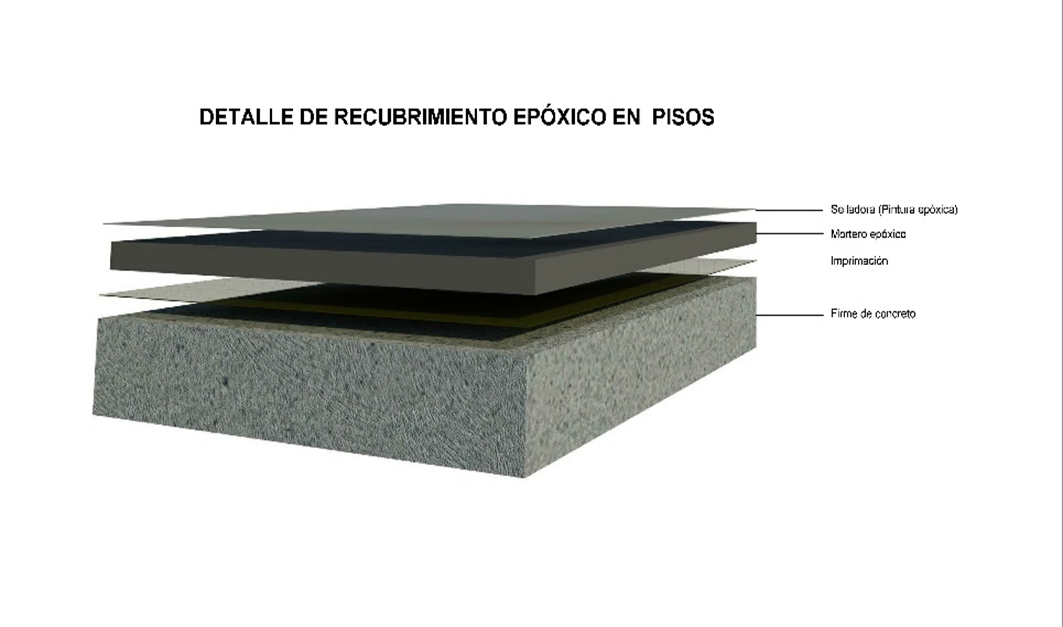 DETALLE DE RECUBRIMIENTO EPÓXICO EN PISOS
Selladora (Pintura epóxica)
Mortero epóxico
Imprimación
Firme de concreto